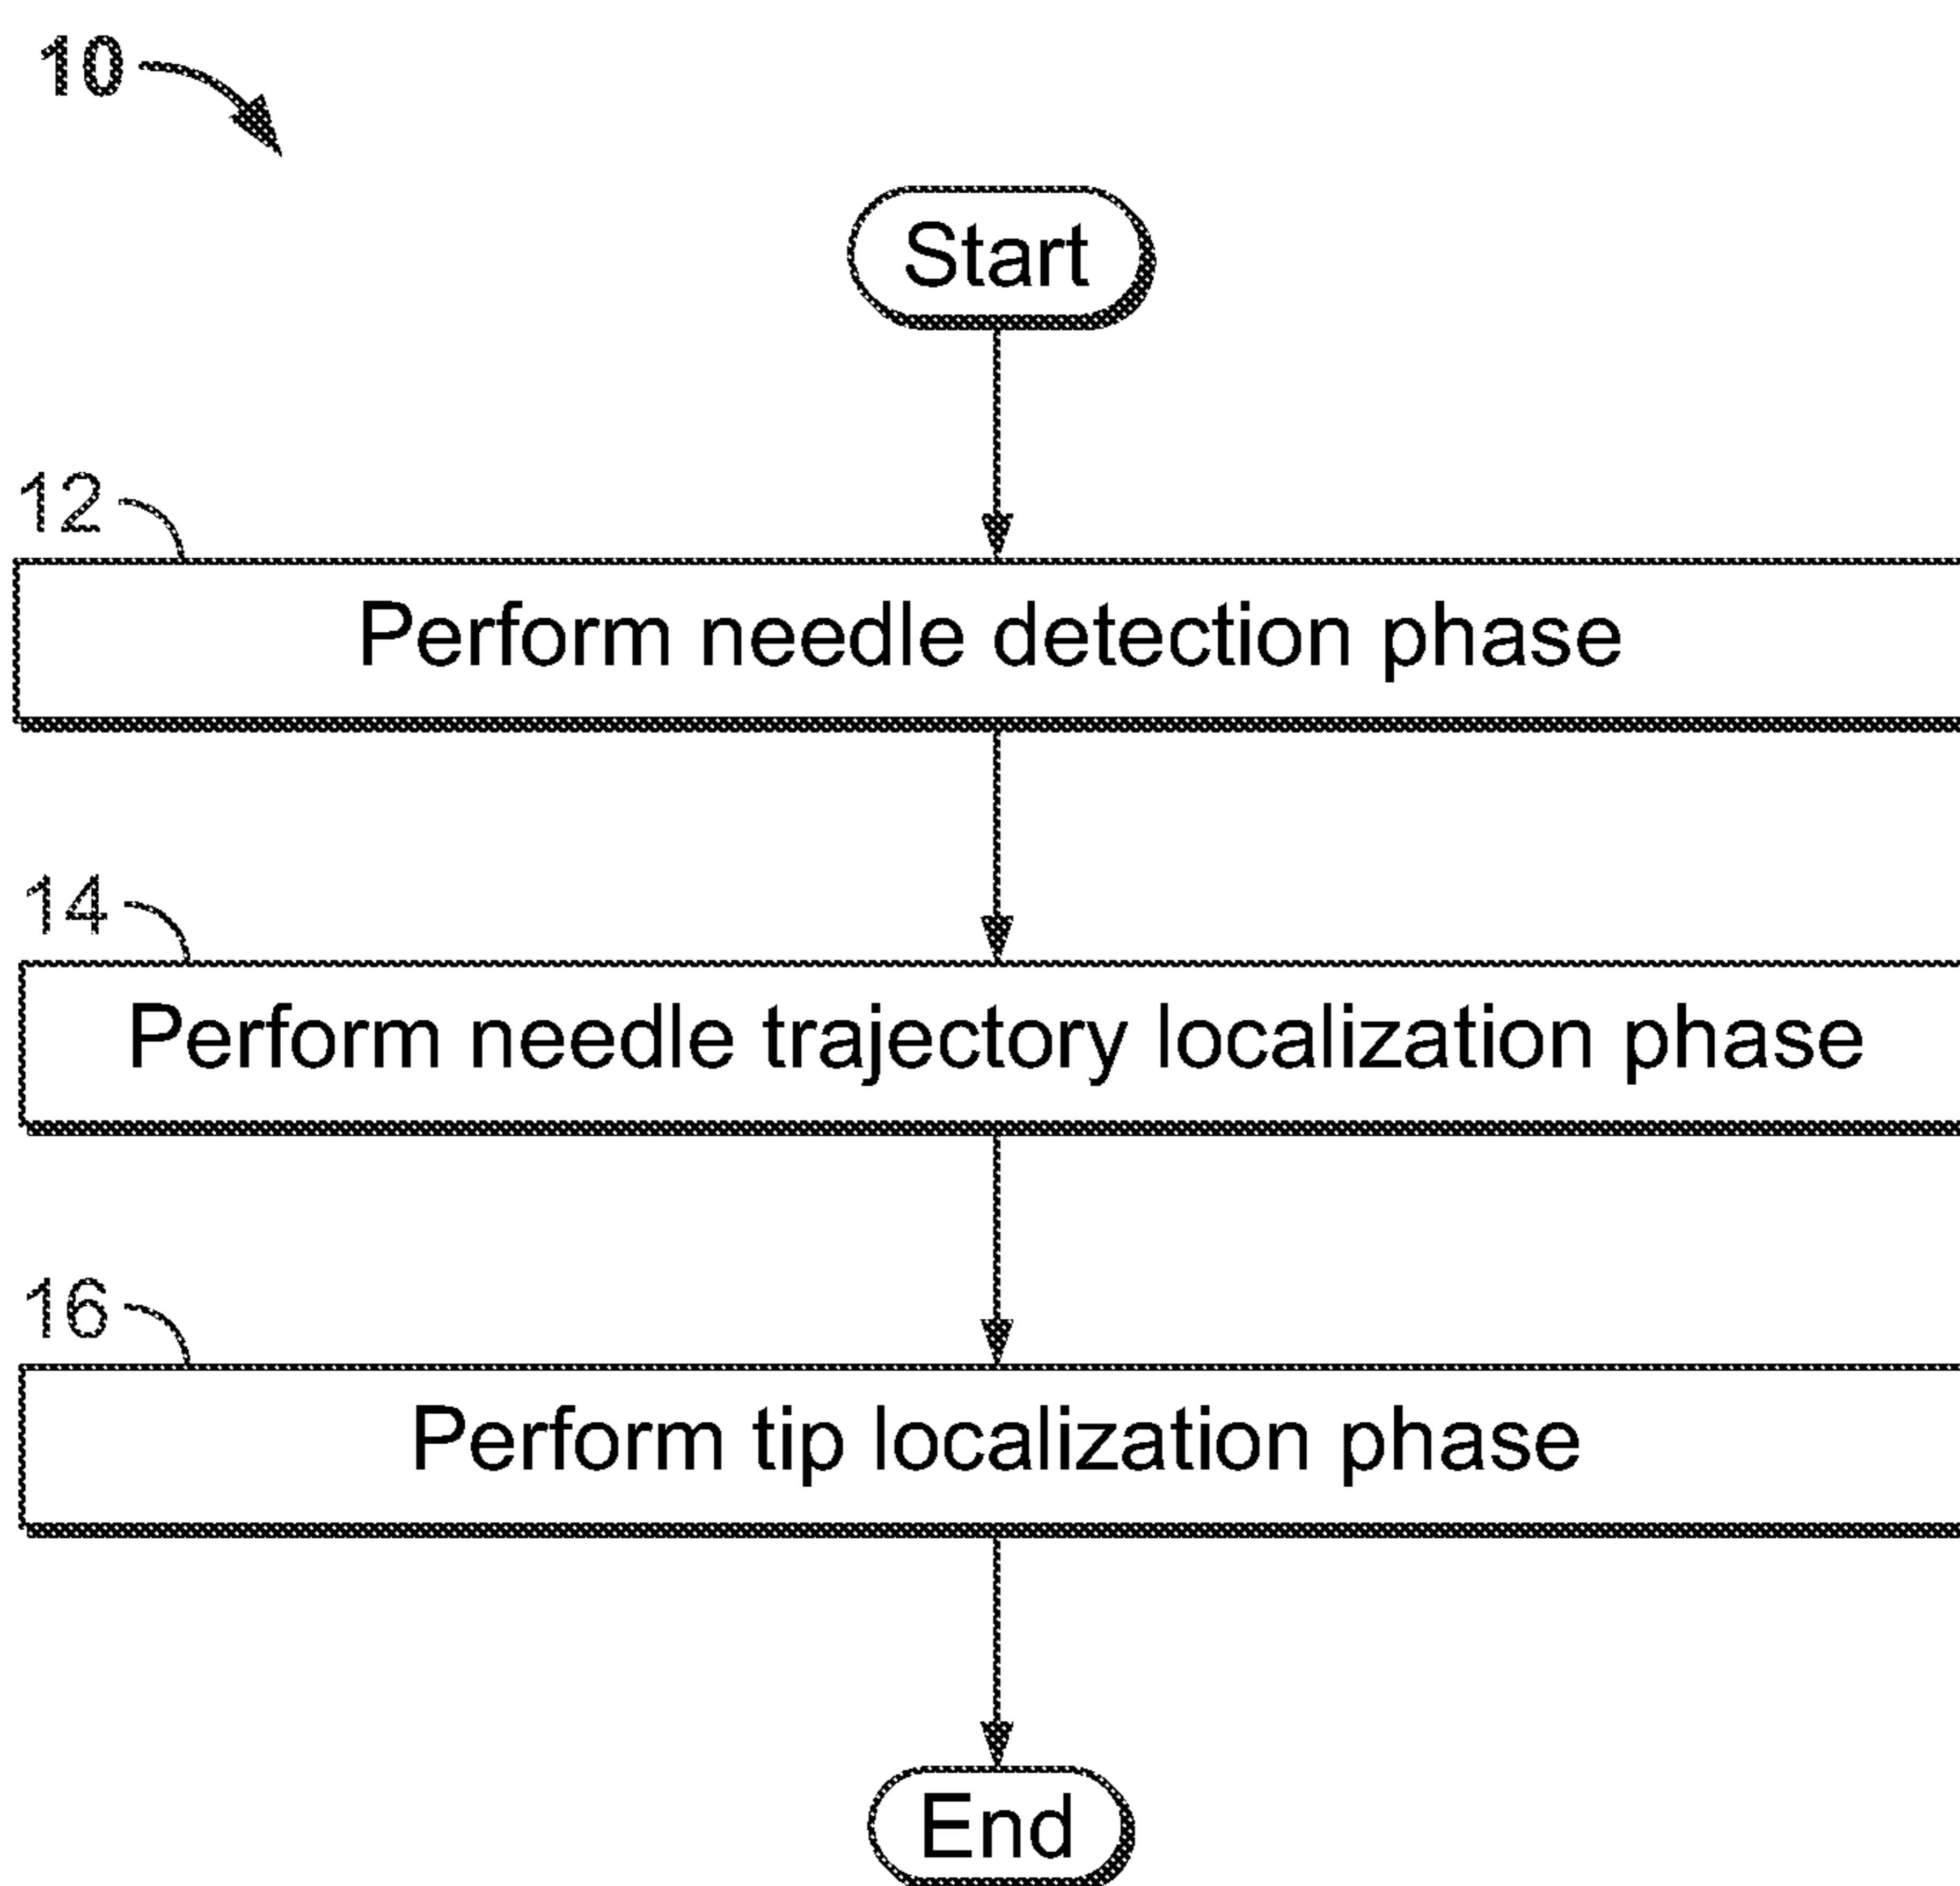 10
Start
12
Perform needle detection phase
14
Perform needle trajectory localization phase
16
Perform tip localization phase
End